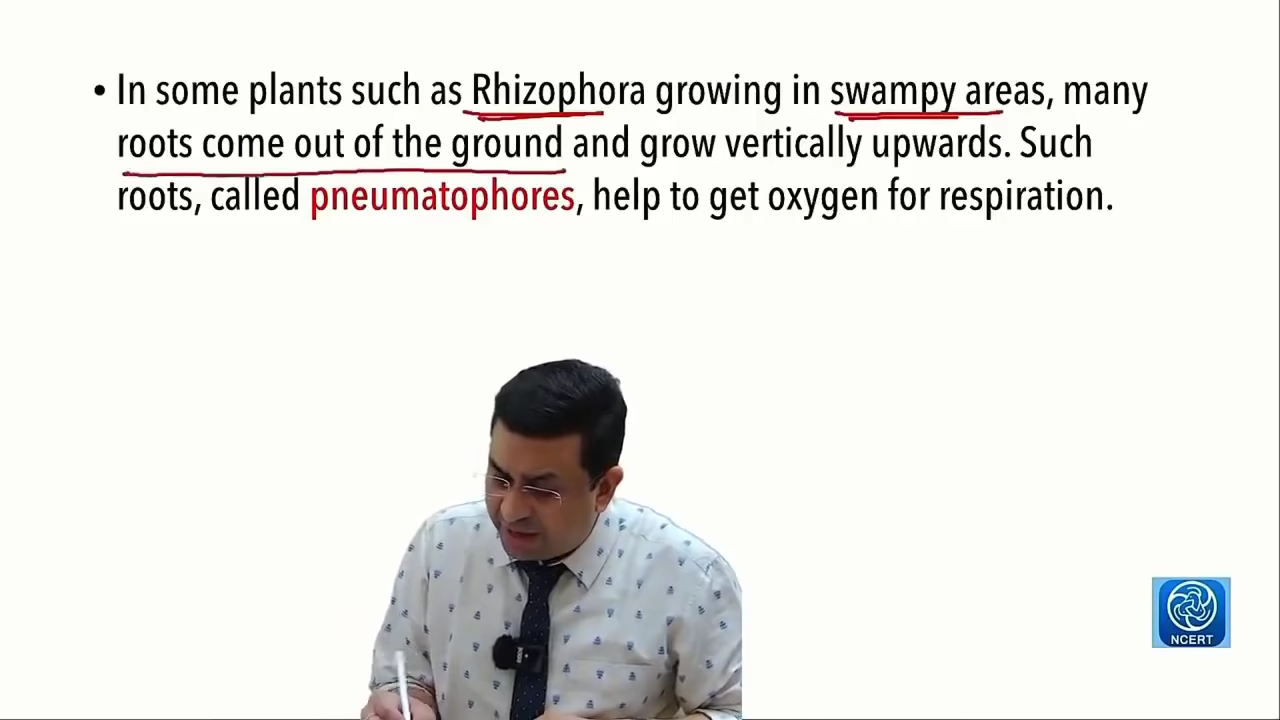 • In some plants such as Rhizophora growing in swampy areas, many
roots come out of the ground and grow vertically upwards. Such
roots, called pneumatophores, help to get oxygen for respiration.
NCERT